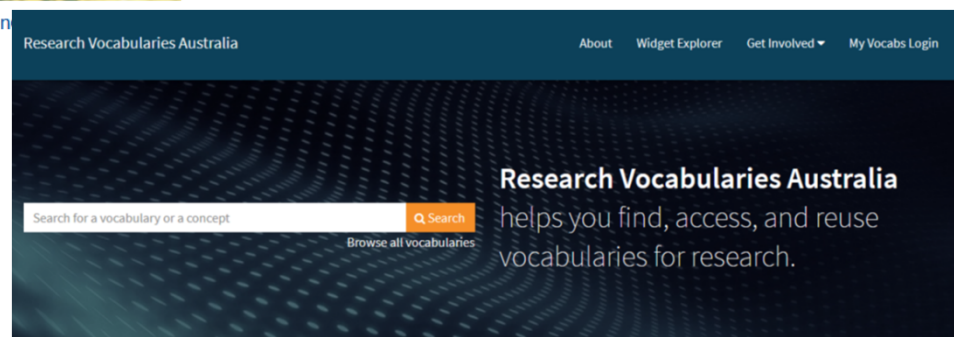 Research Vocabularies Australia
About Widget Explorer Get Involved My Vocabs Login
Research Vocabularies Australia
helps you find, access, and reuse
vocabularies for research.
Search for a vocabulary or a concept
Search
Browse all vocabularies